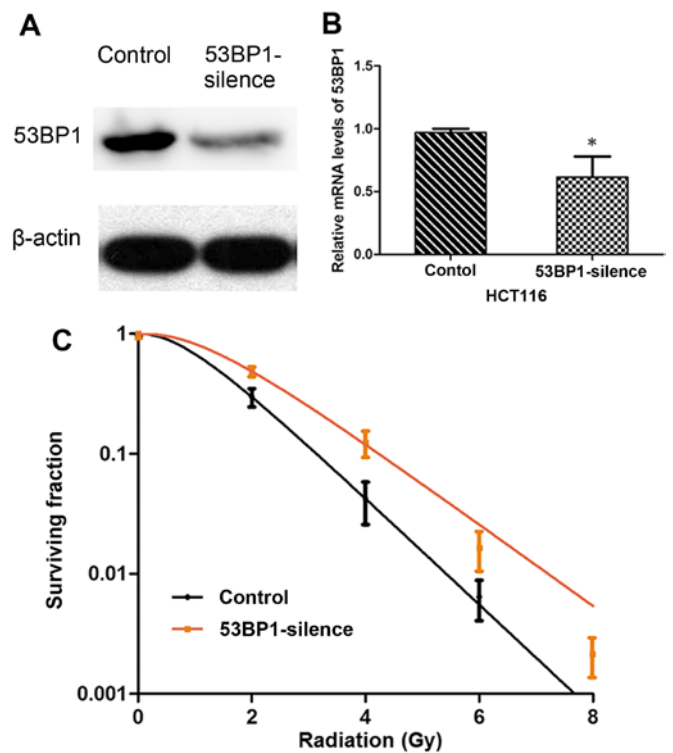 A
Control
53BP1-
silence
53BP1
β-actin
B
Relative mRNA levels of 53BP1
1.5
1.0
0.5
0.0
*
Contol
53BP1-silence
HCT116
C
Surviving fraction
1
0.1
0.01
0.001
Control
53BP1-silence
0
2
4
6
8
Radiation (Gy)